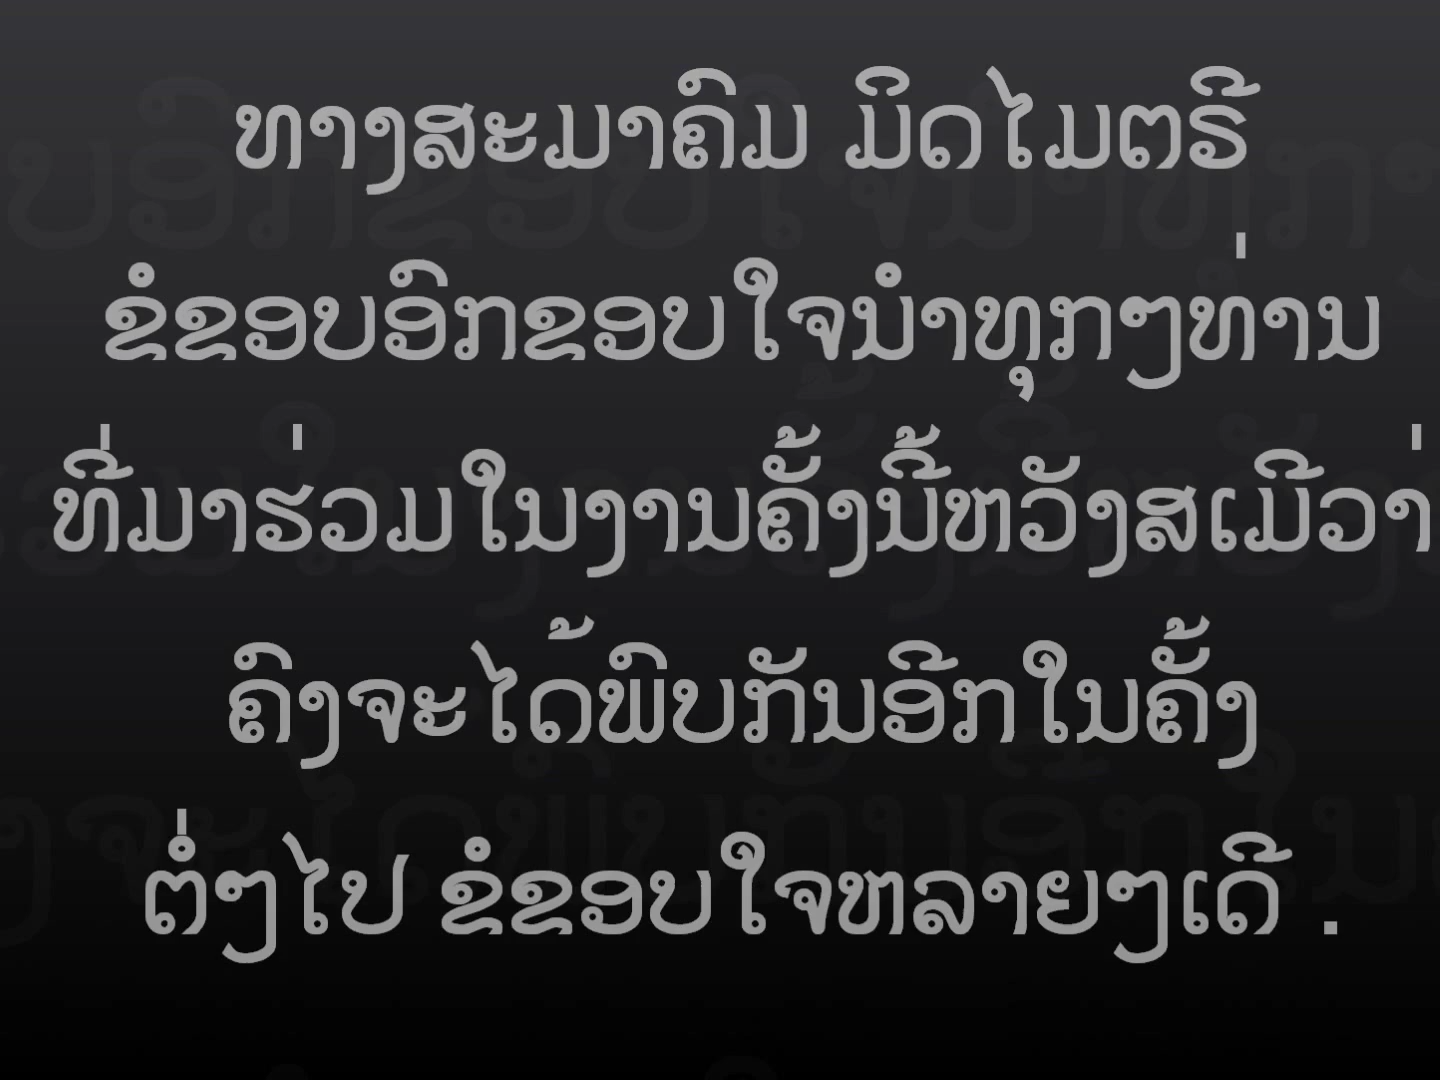 ທາງສະມາຄົມ ມິດໄມຕຣີ
ຂໍຂອບອົກຂອບໃຈນຳທຸກໆທ່ານ
ທີ່ມາຮ່ວມໃນງານຄັ້ງນີ້ຫວັງສເມີວ່າ
ຄົງຈະໄດ້ພົບກັນອີກໃນຄັ້ງ
ຕໍ່ໆໄປ ຂໍຂອບໃຈຫລາຍໆເດີ .